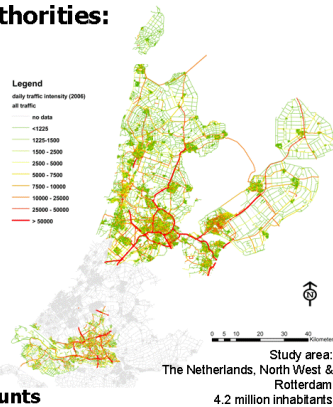 thorities:
Legend
daily traffic intensity (2006)
all traffic
no data
<1225
1225-1500
1500 - 2500
2500 - 5000
5000 - 7500
7500 - 10000
10000 - 25000
25000 - 50000
> 50000
N
0 5 10 20 30 40
Kilometer
Study area:
The Netherlands, North West &
Rotterdam
4.2 million inhabitants
unts